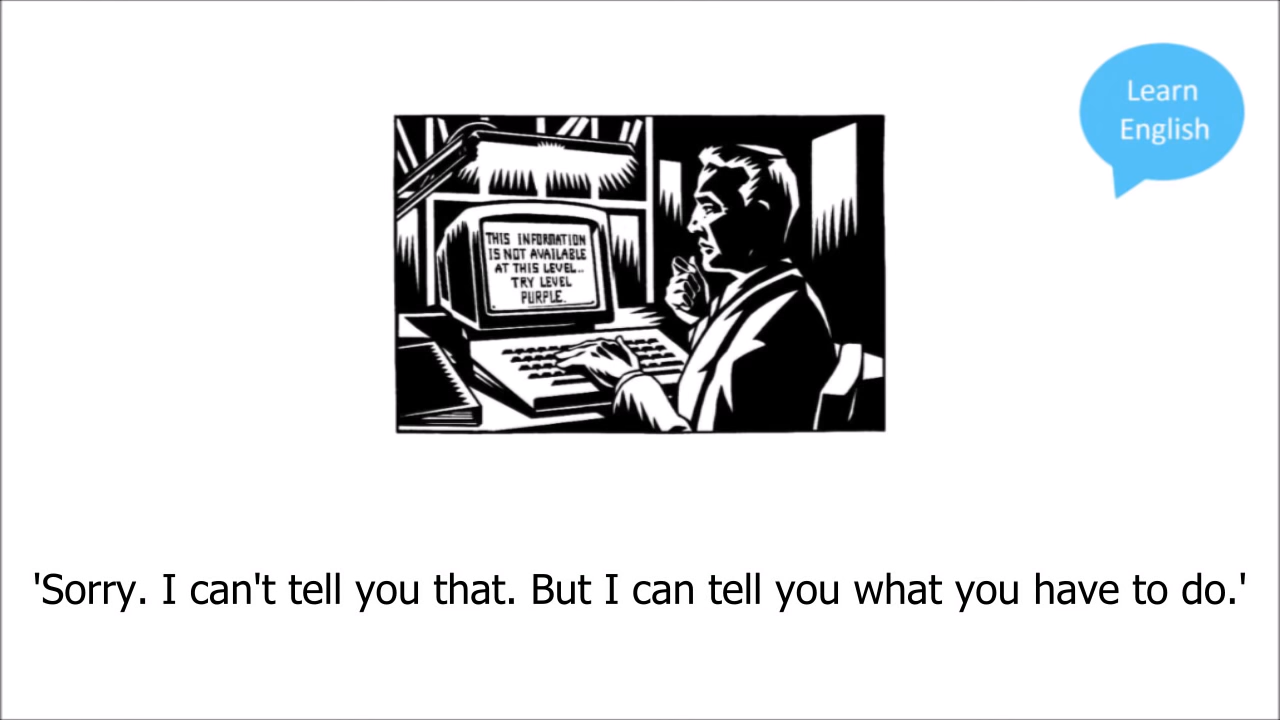 Learn
English
THIS INFORMATION
IS NOT AVAILABLE
AT THIS LEVEL..
TRY LEVEL
PURPLE.
'Sorry. I can't tell you that. But I can tell you what you have to do.'